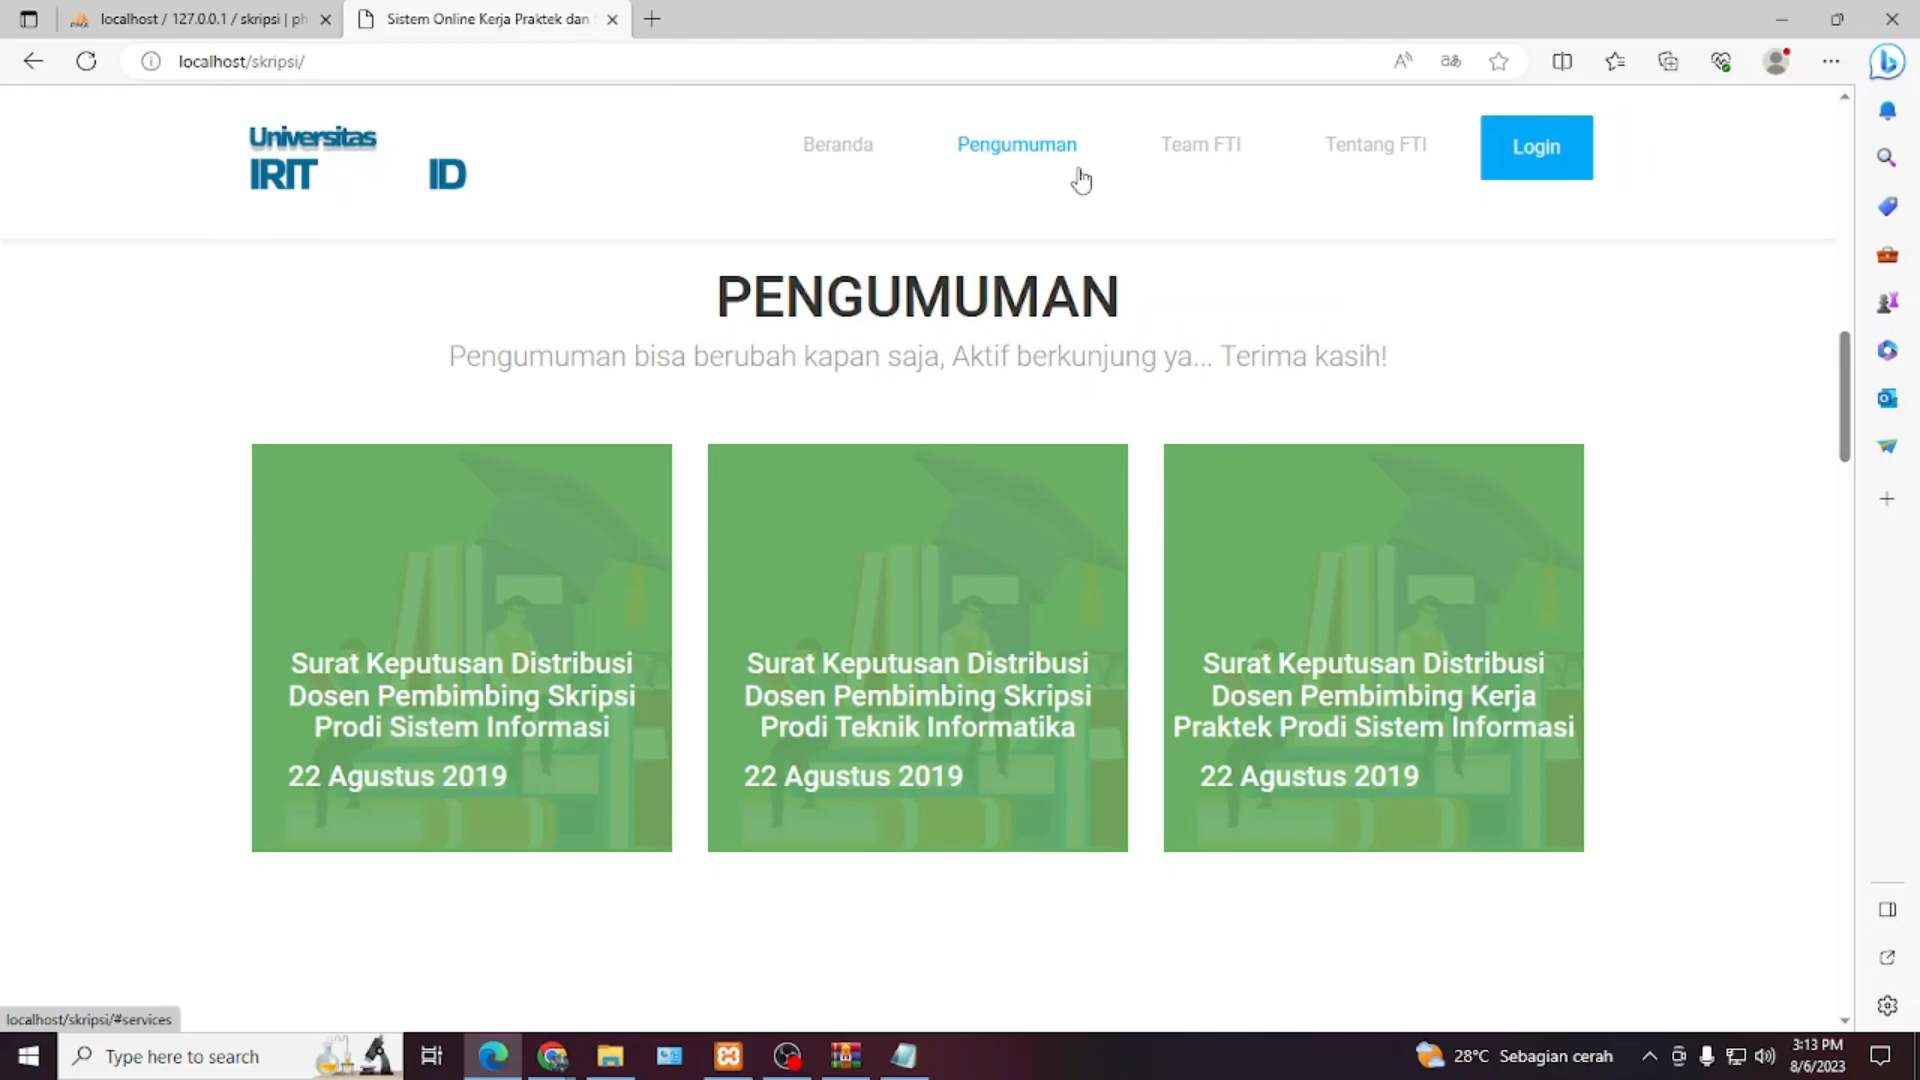 localhost / 127.0.0.1 / skripsi | ph
Sistem Online Kerja Praktek dan
localhost/skripsi/
Universitas
IRIT ID
Beranda
Pengumuman
Team FTI
Tentang FTI
Login
PENGUMUMAN
Pengumuman bisa berubah kapan saja, Aktif berkunjung ya... Terima kasih!
Surat Keputusan Distribusi
Dosen Pembimbing Skripsi
Prodi Sistem Informasi
22 Agustus 2019
Surat Keputusan Distribusi
Dosen Pembimbing Skripsi
Prodi Teknik Informatika
22 Agustus 2019
Surat Keputusan Distribusi
Dosen Pembimbing Kerja
Praktek Prodi Sistem Informasi
22 Agustus 2019
localhost/skripsi/#services
Type here to search
28°C Sebagian cerah
3:13 PM
8/6/2023